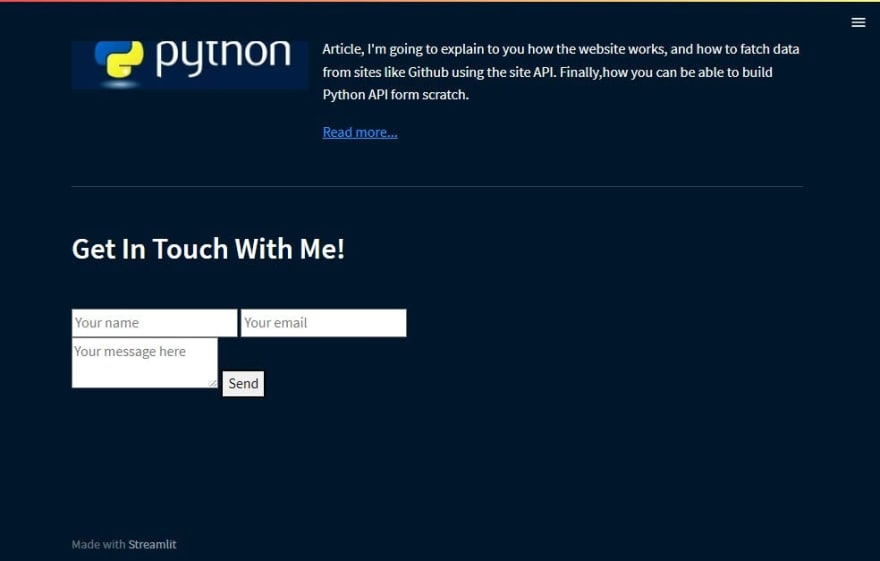 python
Article, I'm going to explain to you how the website works, and how to fatch data
from sites like Github using the site API. Finally,how you can be able to build
Python API form scratch.
Read more...
Get In Touch With Me!
Your name
Your email
Your message here
Send
Made with Streamlit